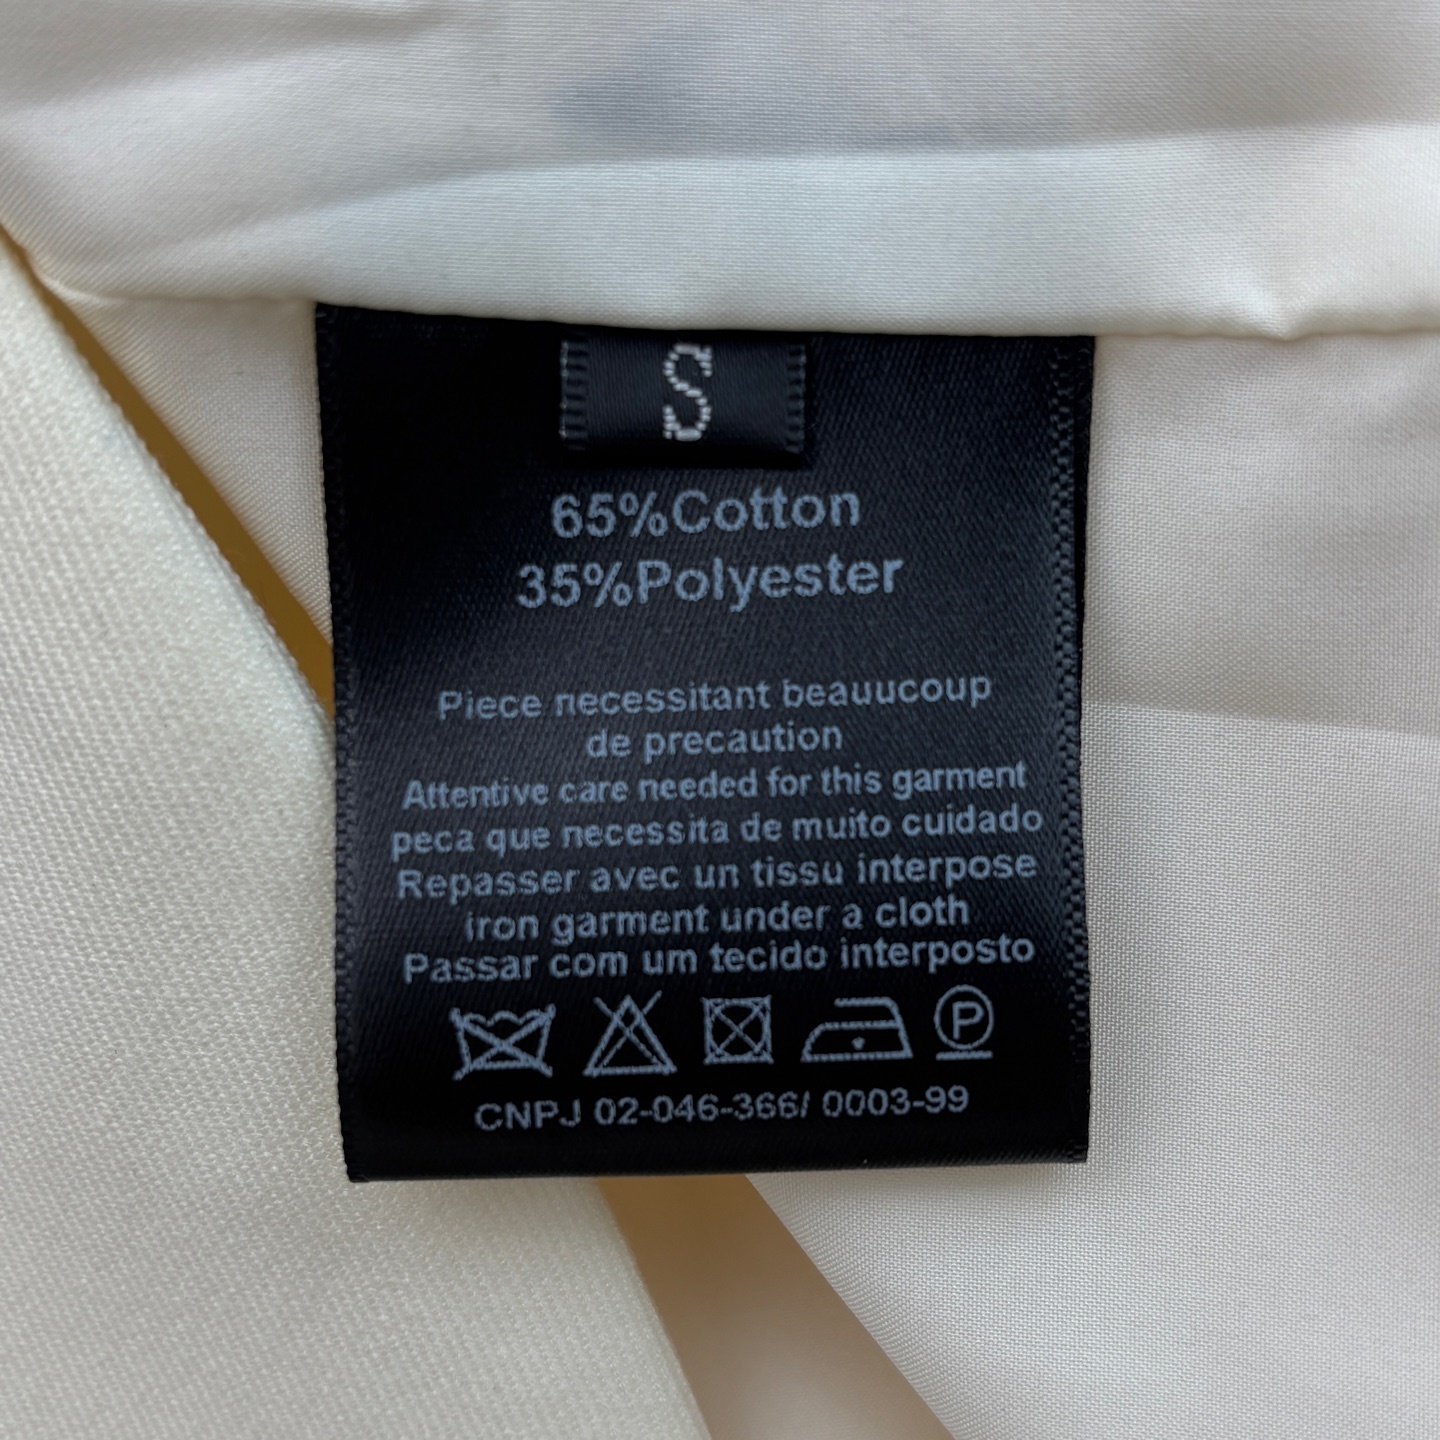 S
65%Cotton
35%Polyester
Piece necessitant beauucoup
de precaution
Attentive care needed for this garment
peca que necessita de muito cuidado
Repasser avec un tissu interpose
iron garment under a cloth
Passar com um tecido interposto
P
CNPJ 02-046-366/ 0003-99